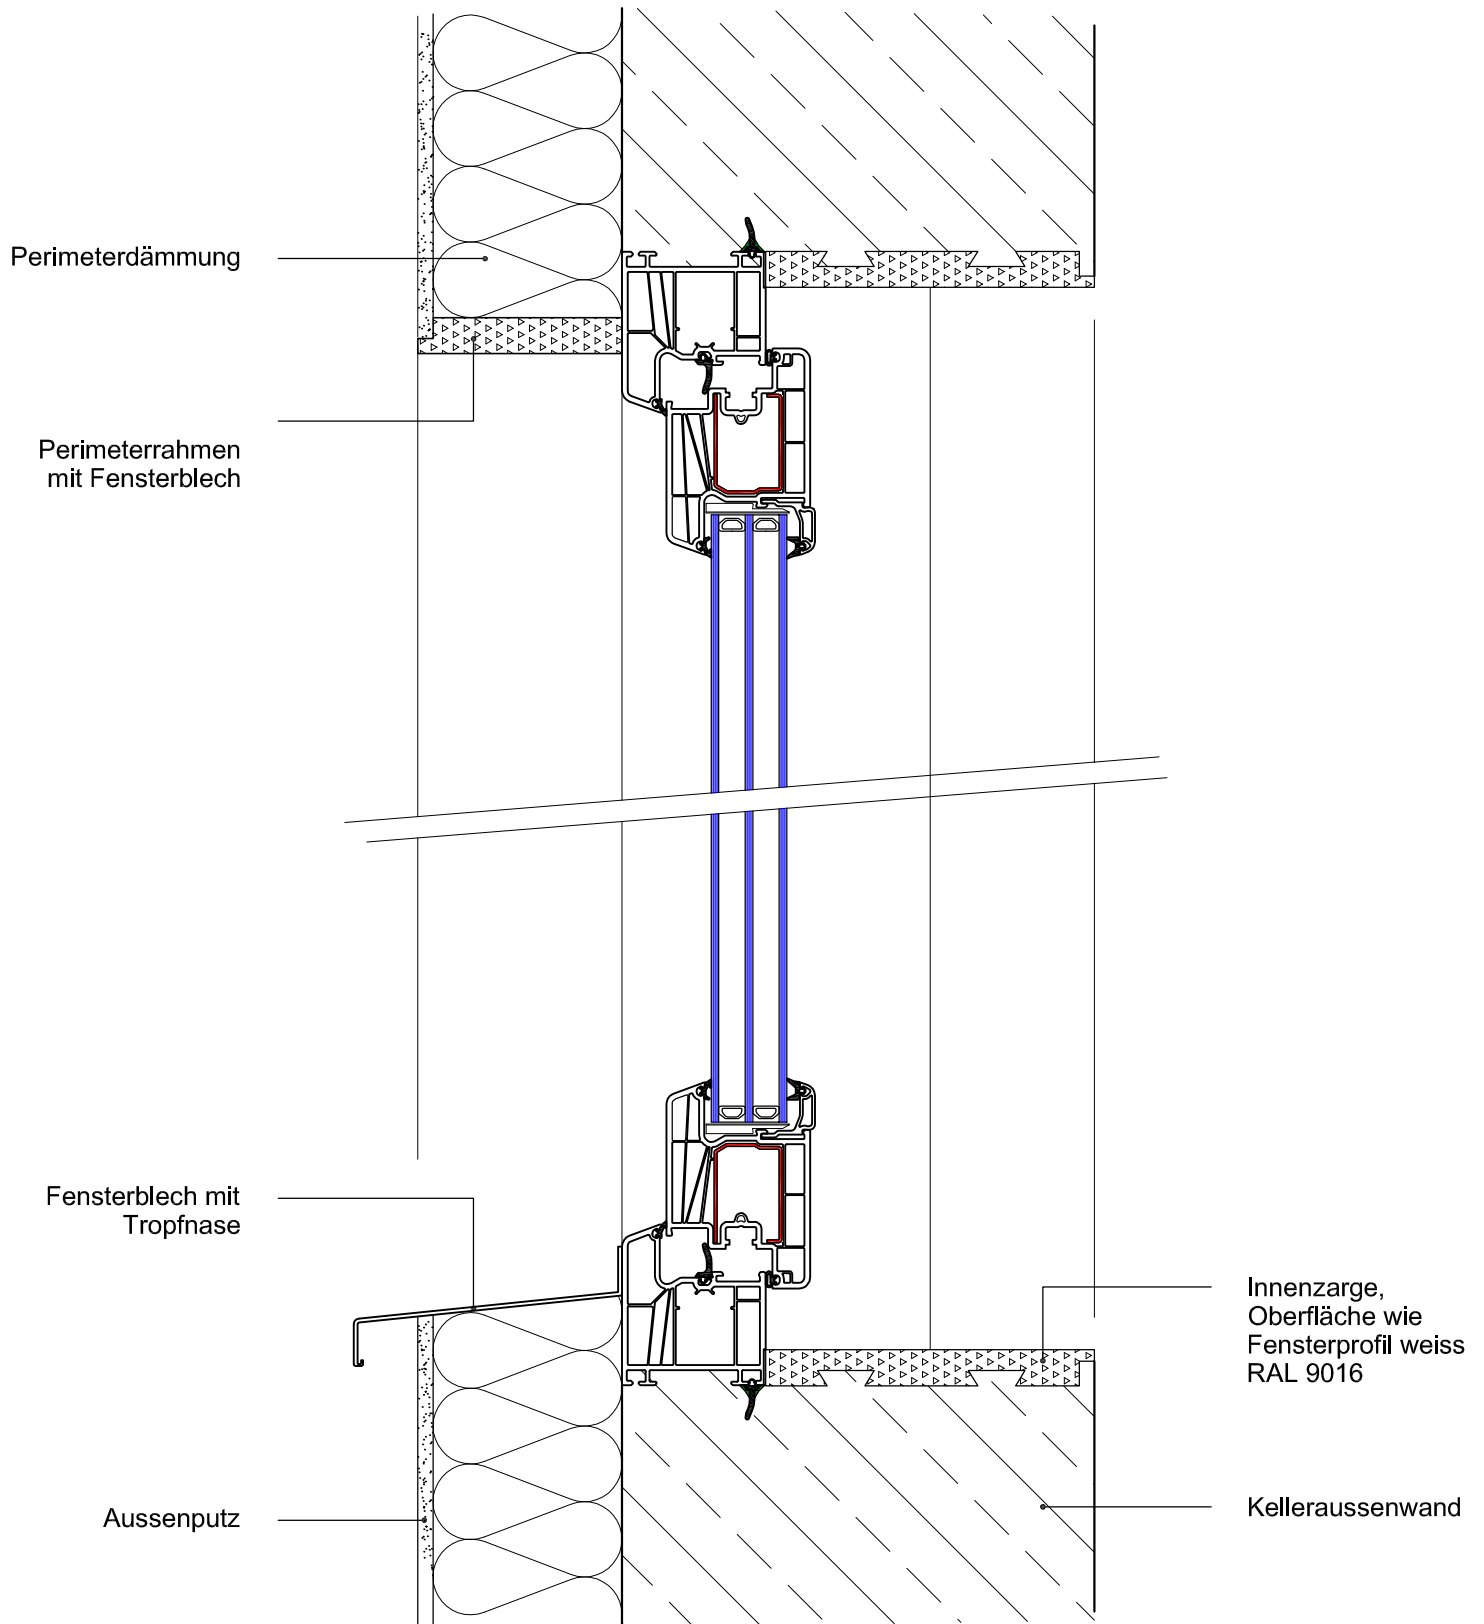 Perimeterdämmung
Perimeterrahmen
mit Fensterblech
Fensterblech mit
Tropfnase
Innenzarge,
Oberfläche wie
Fensterprofil weiss
RAL 9016
Aussenputz
Kelleraussenwand